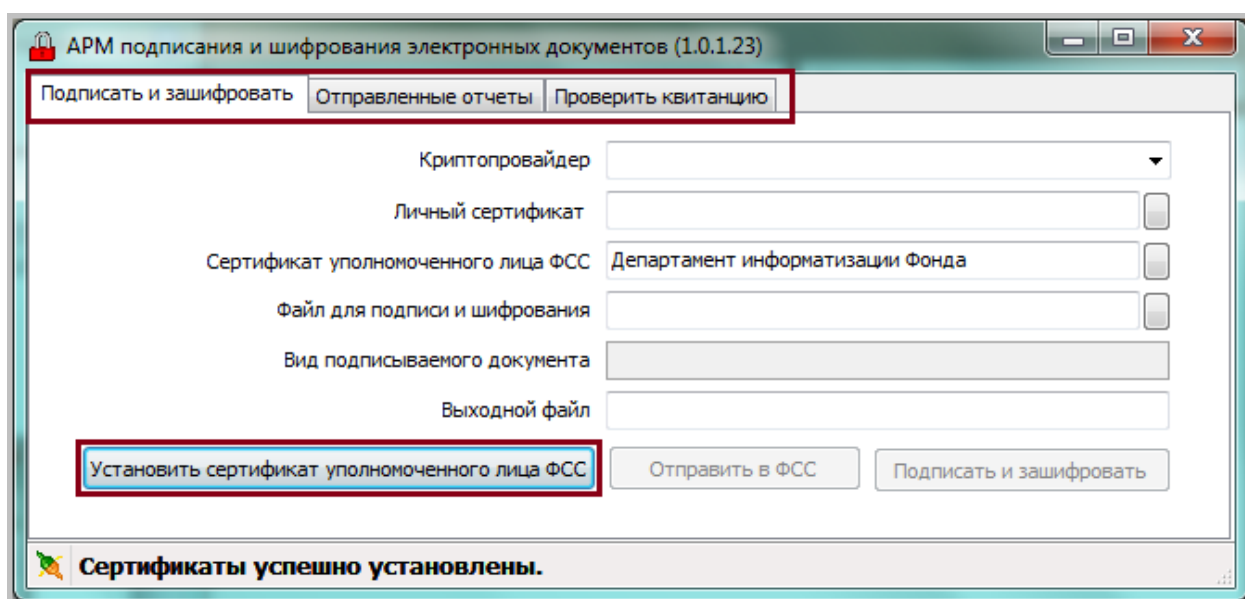 АРМ подписания и шифрования электронных документов (1.0.1.23)
Подписать и зашифровать Отправленные отчеты Проверить квитанцию
Криптопровайдер
Личный сертификат
Сертификат уполномоченного лица ФСС Департамент информатизации Фонда
Файл для подписи и шифрования
Вид подписываемого документа
Выходной файл
Установить сертификат уполномоченного лица ФСС Отправить в ФСС Подписать и зашифровать
Сертификаты успешно установлены.